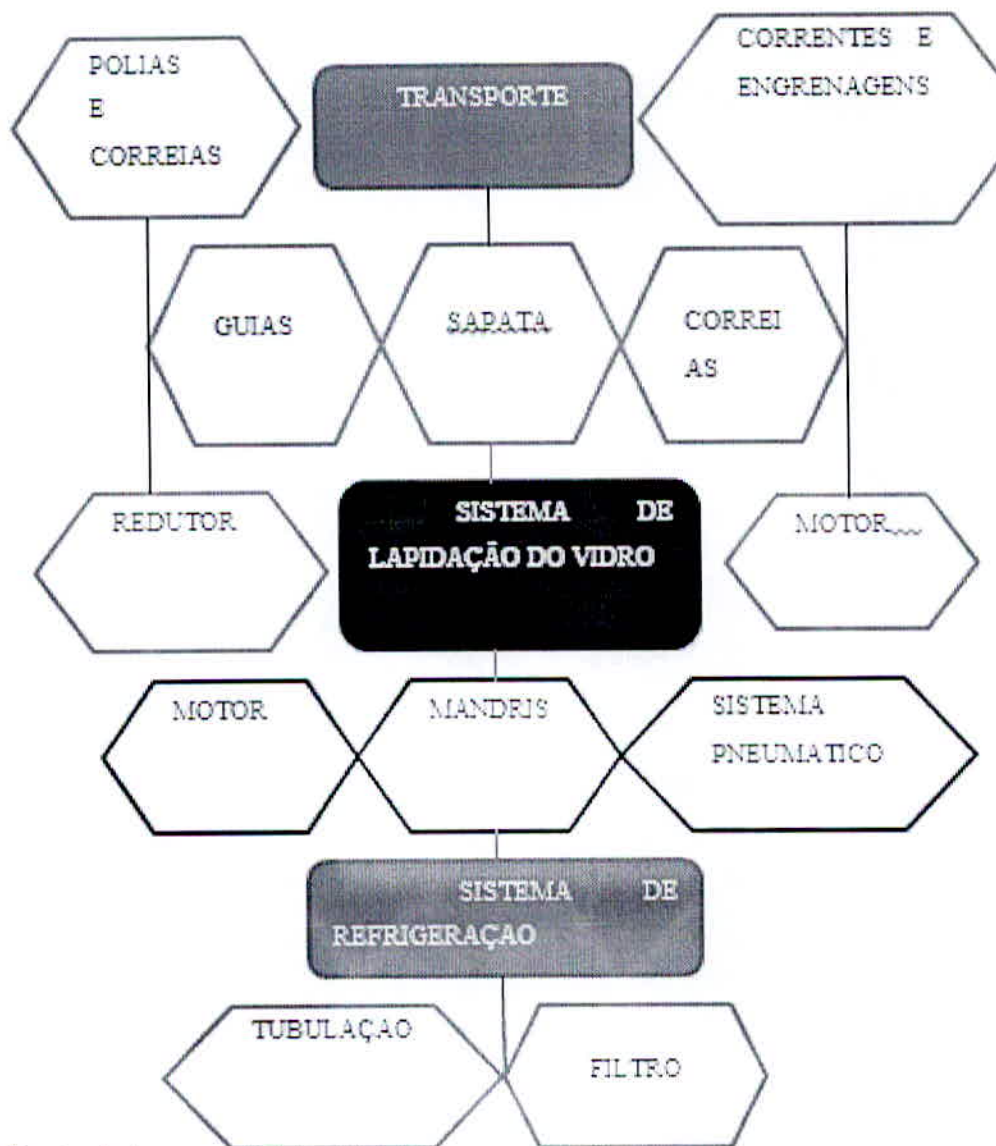 POLIAS
E
CORREIAS
TRANSPORTE
CORRENTES E
ENGRENAGENS
GUIAS
SAPATA
CORREI
AS
REDUTOR
SISTEMA DE
LAPIDAÇÃO DO VIDRO
MOTOR
MOTOR
MANDRIS
SISTEMA
PNEUMATICO
SISTEMA DE
REFRIGERAÇAO
TUBULAÇAO
FILTRO